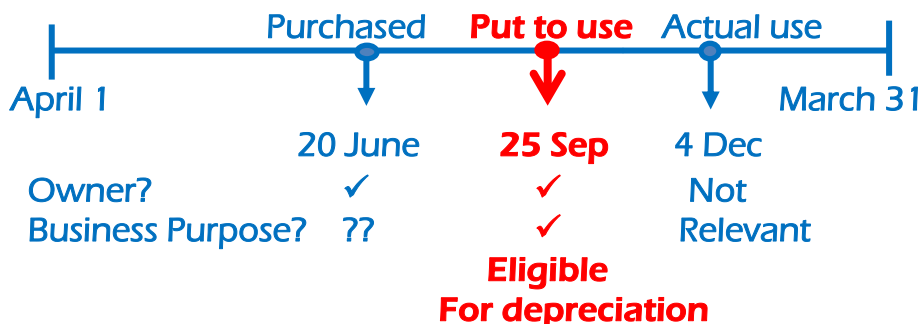 Purchased Put to use Actual use
April 1 March 31
20 June 25 Sep 4 Dec
Owner? ✓ ✓ Not
Business Purpose? ?? ✓ Relevant
Eligible
For depreciation